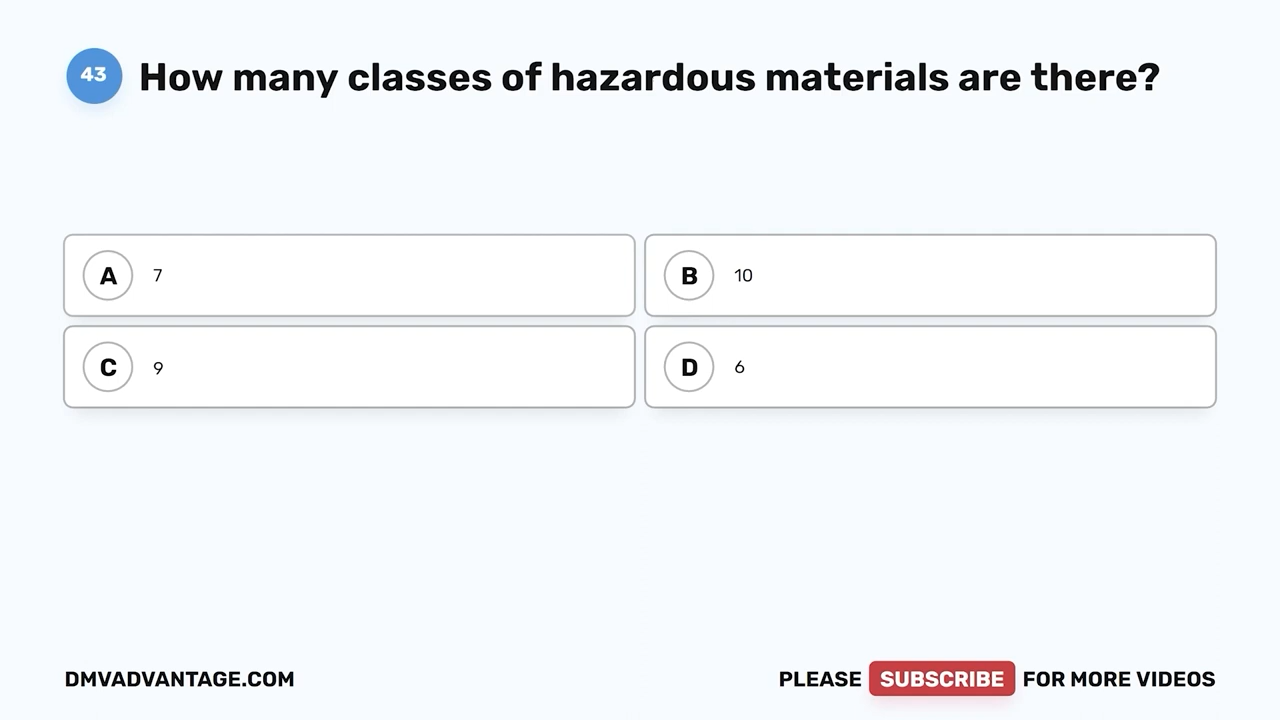 43 How many classes of hazardous materials are there?
A 7
B 10
C 9
D 6
DMVADVANTAGE.COM
PLEASE SUBSCRIBE FOR MORE VIDEOS